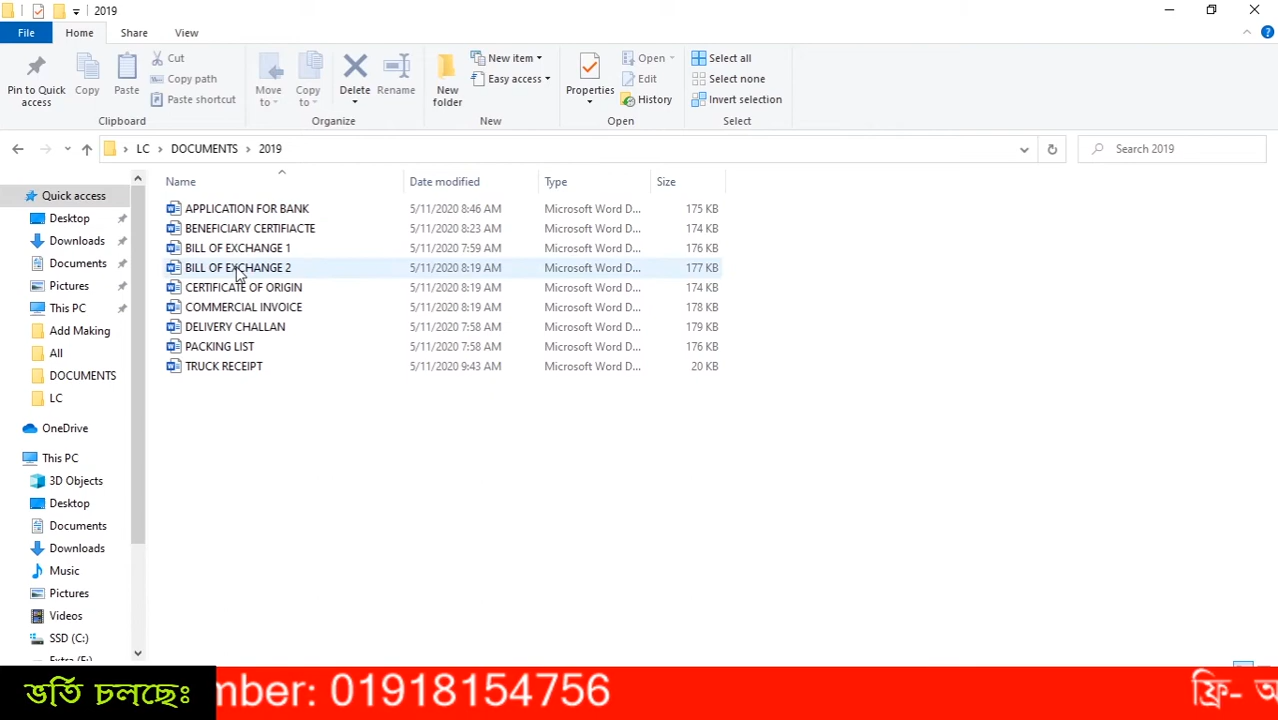 2019
File Home Share View
Pin to Quick access
Copy
Paste
Cut
Copy path
Paste shortcut
Clipboard
Move to
Copy to
Delete
Rename
Organize
New folder
New item
Easy access
New
Properties
Open
Edit
History
Open
Select all
Select none
Invert selection
Select
LC > DOCUMENTS > 2019
Search 2019
Name Date modified Type Size
APPLICATION FOR BANK 5/11/2020 8:46 AM Microsoft Word D... 175 KB
BENEFICIARY CERTIFIACTE 5/11/2020 8:23 AM Microsoft Word D... 174 KB
BILL OF EXCHANGE 1 5/11/2020 7:59 AM Microsoft Word D... 176 KB
BILL OF EXCHANGE 2 5/11/2020 8:19 AM Microsoft Word D... 177 KB
CERTIFICATE OF ORIGIN 5/11/2020 8:19 AM Microsoft Word D... 174 KB
COMMERCIAL INVOICE 5/11/2020 8:19 AM Microsoft Word D... 178 KB
DELIVERY CHALLAN 5/11/2020 7:58 AM Microsoft Word D... 179 KB
PACKING LIST 5/11/2020 7:58 AM Microsoft Word D... 176 KB
TRUCK RECEIPT 5/11/2020 9:43 AM Microsoft Word D... 20 KB
Quick access
Desktop
Downloads
Documents
Pictures
This PC
Add Making
All
DOCUMENTS
LC
OneDrive
This PC
3D Objects
Desktop
Documents
Downloads
Music
Pictures
Videos
SSD (C:)
ভর্তি চলছেঃ mber: 01918154756 ফ্রি-